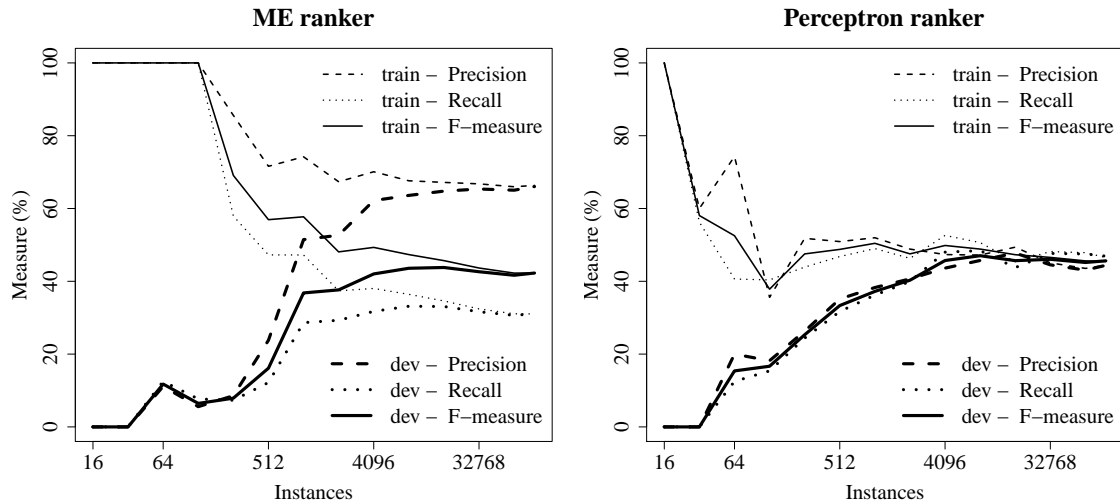 ME ranker
100
80
60
40
20
0
Measure (%)
train − Precision
train − Recall
train − F−measure
dev − Precision
dev − Recall
dev − F−measure
16
64
512
4096
32768
Instances
Perceptron ranker
100
80
60
40
20
0
Measure (%)
train − Precision
train − Recall
train − F−measure
dev − Precision
dev − Recall
dev − F−measure
16
64
512
4096
32768
Instances